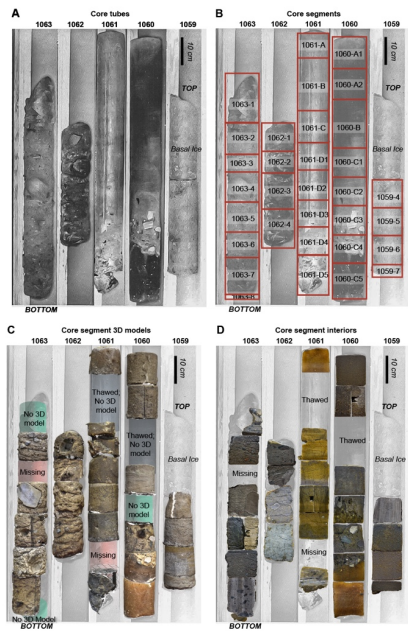 A
Core tubes
1063 1062 1061 1060 1059
10 cm
TOP
Basal Ice
BOTTOM
B
Core segments
1063 1062 1061 1060 1059
10 cm
TOP
Basal Ice
1063-1
1063-2
1063-3
1063-4
1063-5
1063-6
1063-7
1062-1
1062-2
1062-3
1062-4
1061-A
1061-B
1061-C
1061-D1
1061-D2
1061-D3
1061-D4
1061-D5
1060-A1
1060-A2
1060-B
1060-C1
1060-C2
1060-C3
1060-C4
1060-C5
1059-4
1059-5
1059-6
1059-7
BOTTOM
C
Core segment 3D models
1063 1062 1061 1060 1059
10 cm
TOP
Basal Ice
No 3D
model
Missing
No 3D Model
Thawed;
No 3D
model
Missing
Thawed;
No 3D
model
No 3D
model
BOTTOM
D
Core segment interiors
1063 1062 1061 1060 1059
10 cm
TOP
Basal Ice
Missing
Thawed
Missing
Thawed
BOTTOM